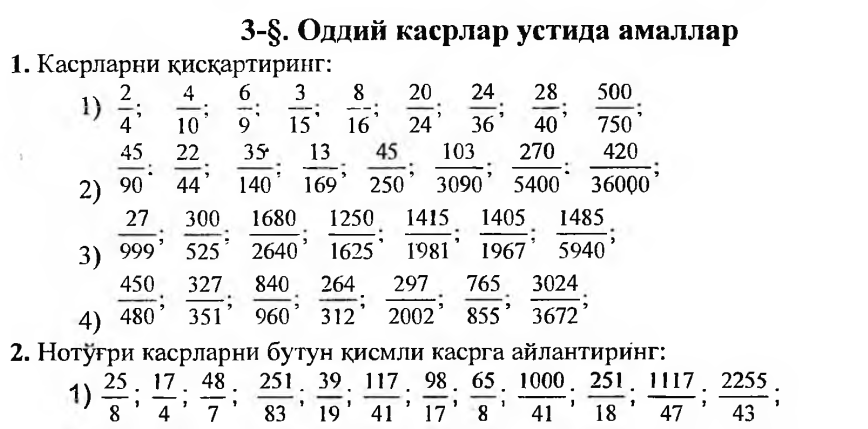 3-§. Оддий касрлар устида амаллар
1. Касрларни қисқартиринг:
1) 2/4; 4/10; 6/9; 3/15; 8/16; 20/24; 24/36; 28/40; 500/750;
2) 45/90; 22/44; 35/140; 13/169; 45/250; 103/3090; 270/5400; 420/36000;
3) 27/999; 300/525; 1680/2640; 1250/1625; 1415/1981; 1405/1967; 1485/5940;
4) 450/480; 327/351; 840/960; 264/312; 297/2002; 765/855; 3024/3672;
2. Нотўғри касрларни бутун қисмли касрга айлантиринг:
1) 25/8; 17/4; 48/7; 251/83; 39/19; 117/41; 98/17; 65/8; 1000/41; 251/18; 1117/47; 2255/43;